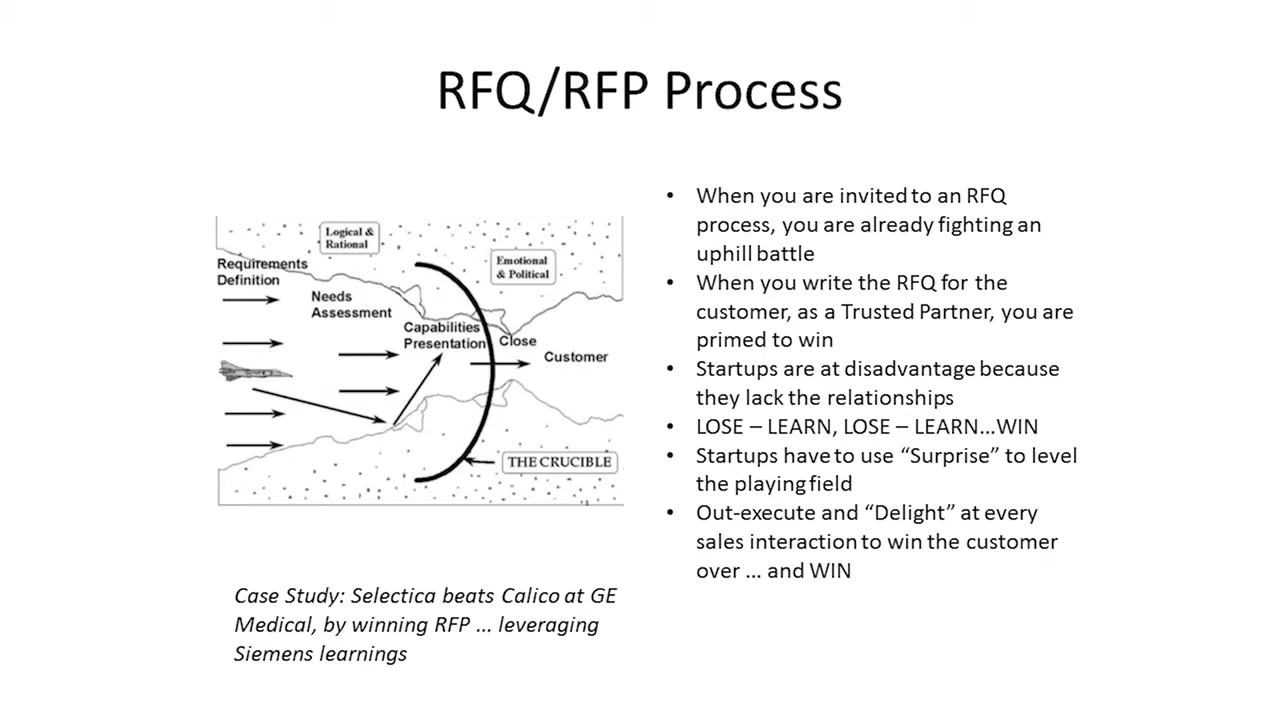 RFQ/RFP Process
Logical &
Rational
Emotional
& Political
Requirements
Definition
Needs
Assessment
Capabilities
Presentation
Close
Customer
THE CRUCIBLE
Case Study: Selectica beats Calico at GE
Medical, by winning RFP ... leveraging
Siemens learnings
• When you are invited to an RFQ
process, you are already fighting an
uphill battle
• When you write the RFQ for the
customer, as a Trusted Partner, you are
primed to win
• Startups are at disadvantage because
they lack the relationships
• LOSE – LEARN, LOSE – LEARN...WIN
• Startups have to use “Surprise” to level
the playing field
• Out-execute and “Delight” at every
sales interaction to win the customer
over ... and WIN